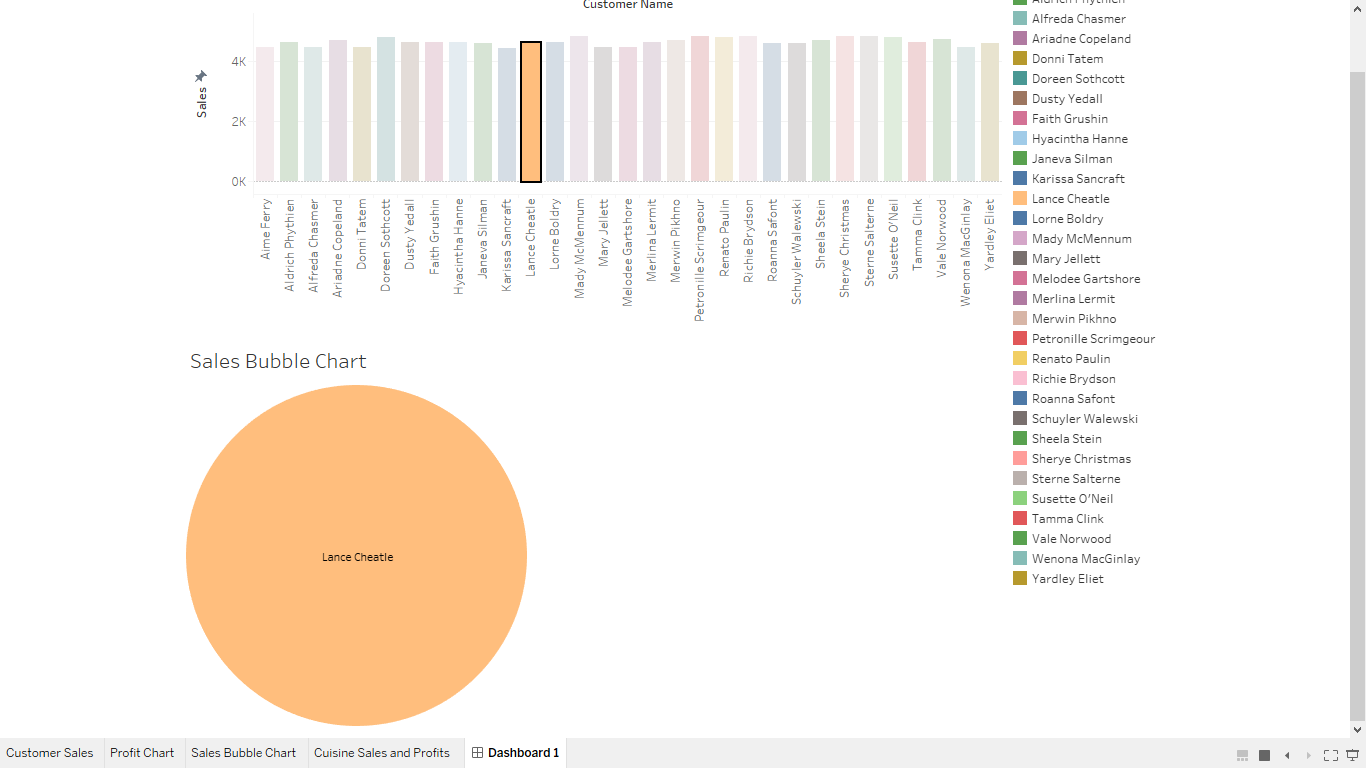 Customer Name
4K
2K
0K
Sales
Aime Ferry
Aldrich Phythien
Alfreda Chasmer
Ariadne Copeland
Donni Tatem
Doreen Sothcott
Dusty Yedall
Faith Grushin
Hyacintha Hanne
Janeva Silman
Karissa Sancraft
Lance Cheatle
Lorne Boldry
Mady McMennum
Mary Jellett
Melodee Gartshore
Merlina Lermit
Merwin Pikhno
Petronille Scrimgeour
Renato Paulin
Richie Brydson
Roanna Safont
Schuyler Walewski
Sheela Stein
Sherye Christmas
Sterne Salterne
Susette O’Neil
Tamma Clink
Vale Norwood
Wenona MacGinlay
Yardley Eliet
Aldrich Phythien
Alfreda Chasmer
Ariadne Copeland
Donni Tatem
Doreen Sothcott
Dusty Yedall
Faith Grushin
Hyacintha Hanne
Janeva Silman
Karissa Sancraft
Lance Cheatle
Lorne Boldry
Mady McMennum
Mary Jellett
Melodee Gartshore
Merlina Lermit
Merwin Pikhno
Petronille Scrimgeour
Renato Paulin
Richie Brydson
Roanna Safont
Schuyler Walewski
Sheela Stein
Sherye Christmas
Sterne Salterne
Susette O’Neil
Tamma Clink
Vale Norwood
Wenona MacGinlay
Yardley Eliet
Sales Bubble Chart
Lance Cheatle
Customer Sales
Profit Chart
Sales Bubble Chart
Cuisine Sales and Profits
Dashboard 1